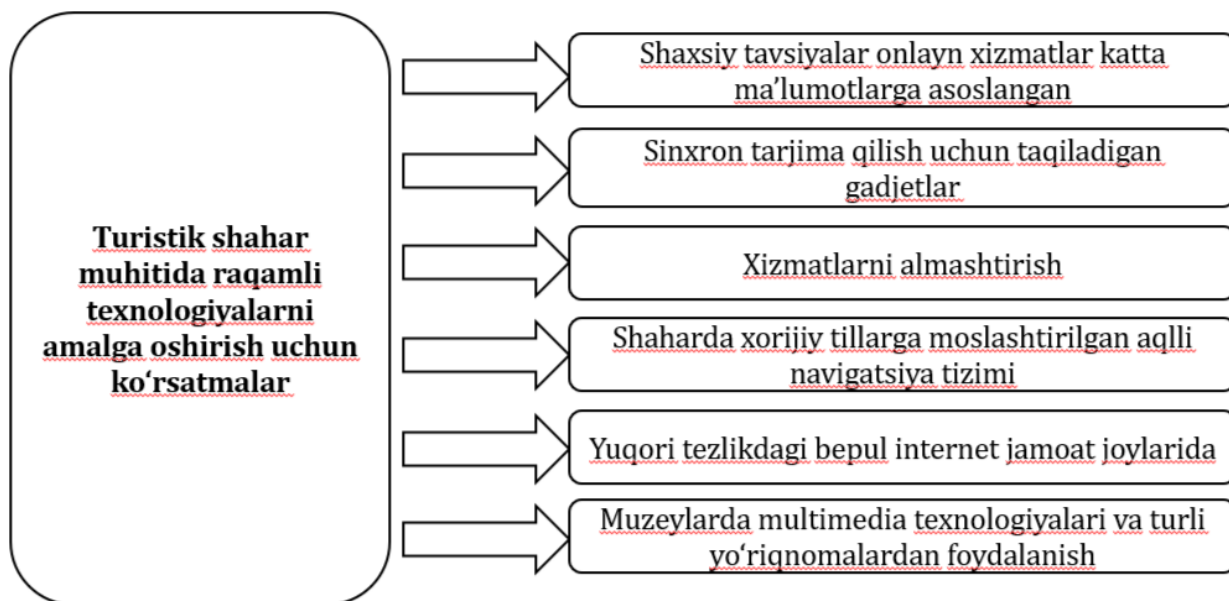 Turistik shahar
muhitida raqamli
texnologiyalarni
amalga oshirish uchun
ko‘rsatmalar
Shaxsiy tavsiyalar onlayn xizmatlar katta
ma’lumotlarga asoslangan
Sinxron tarjima qilish uchun taqiladigan
gadjetlar
Xizmatlarni almashtirish
Shaharda xorijiy tillarga moslashtirilgan aqlli
navigatsiya tizimi
Yuqori tezlikdagi bepul internet jamoat joylarida
Muzeylarda multimedia texnologiyalari va turli
yo‘riqnomalardan foydalanish